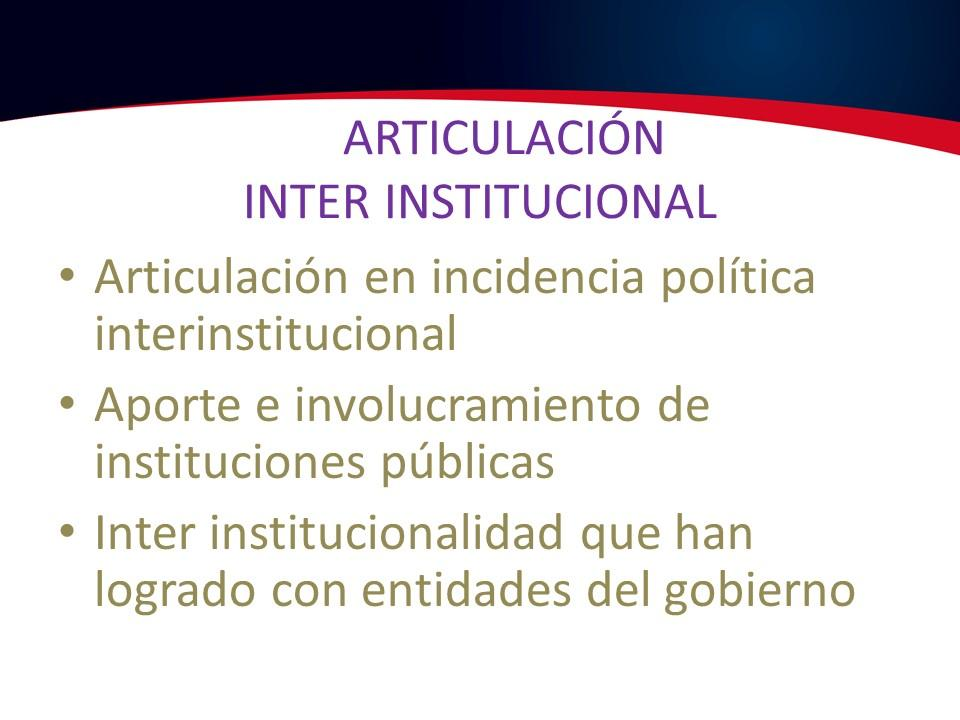 ARTICULACIÓN
INTER INSTITUCIONAL
• Articulación en incidencia política
interinstitucional
• Aporte e involucramiento de
instituciones públicas
• Inter institucionalidad que han
logrado con entidades del gobierno